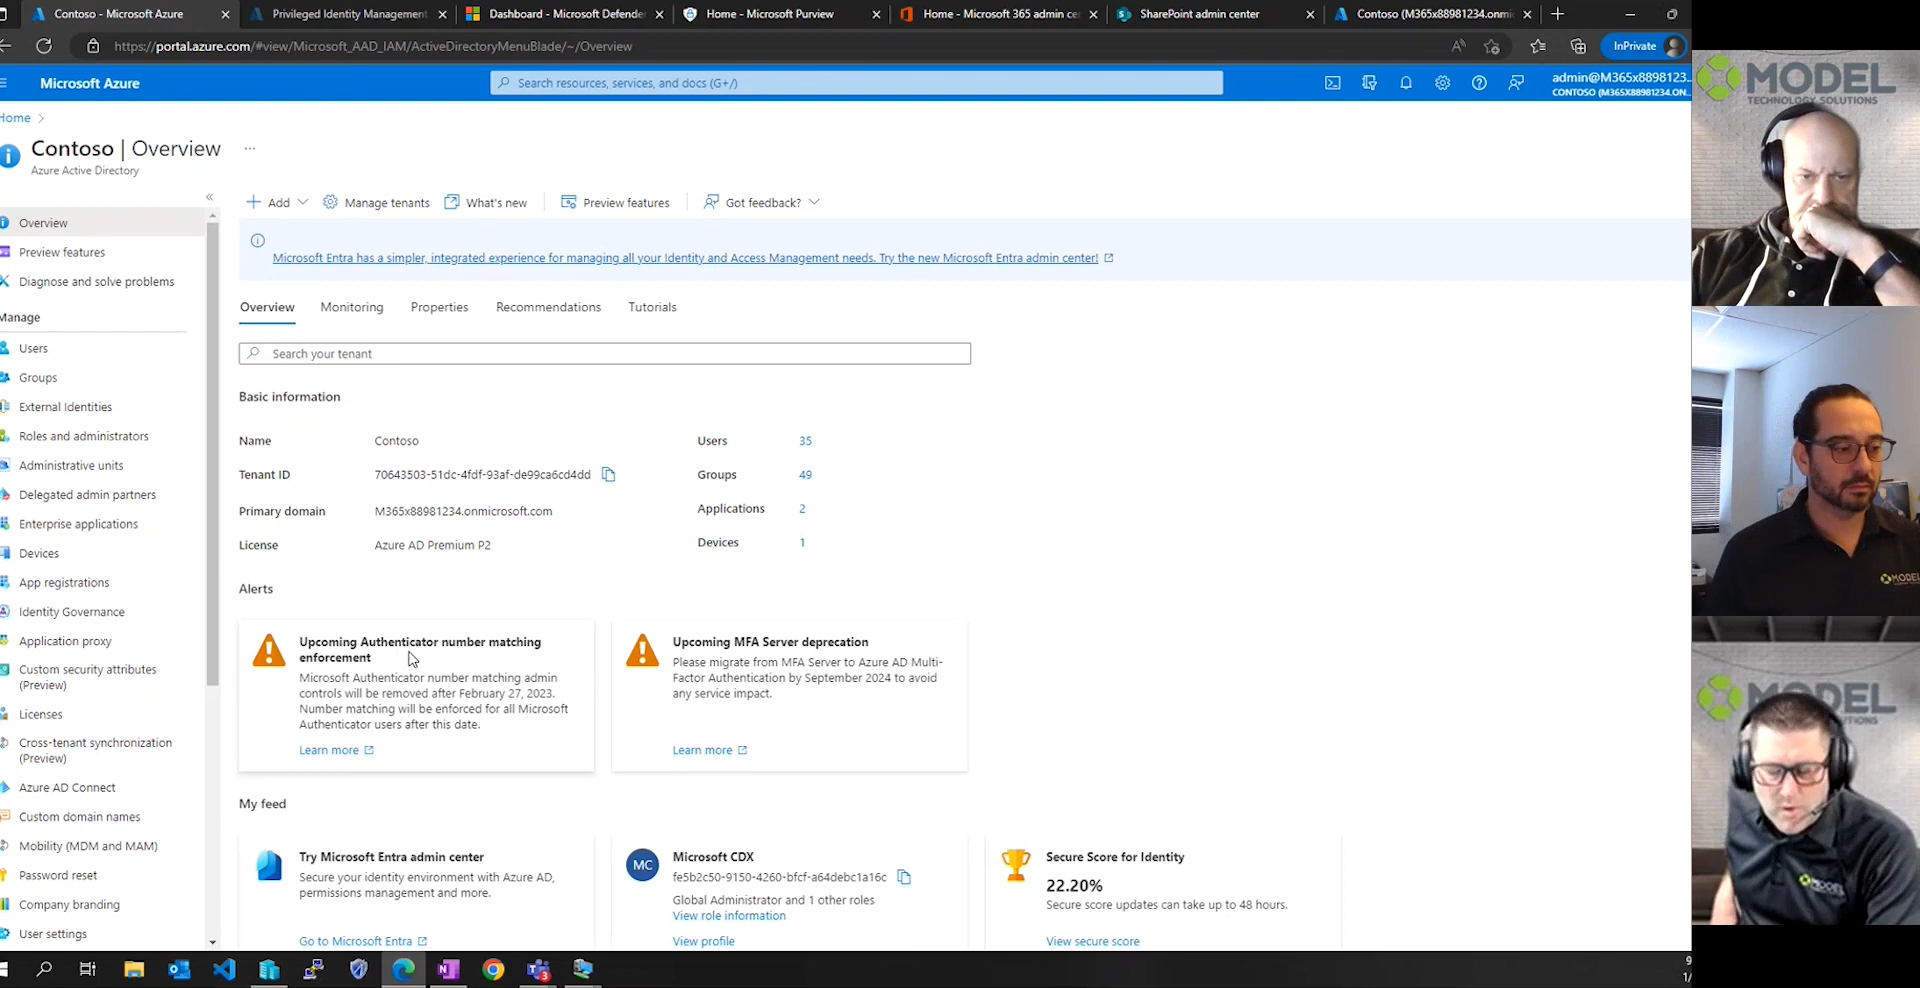 Contoso - Microsoft Azure
Privileged Identity Management
Dashboard - Microsoft Defender
Home - Microsoft Purview
Home - Microsoft 365 admin ce
SharePoint admin center
Contoso (M365x88981234.onmic
https://portal.azure.com/#view/Microsoft_AAD_IAM/ActiveDirectoryMenuBlade/~/Overview
InPrivate
Microsoft Azure
Search resources, services, and docs (G+/)
admin@M365x8898123...
CONTOSO (M365X88981234.ON...
Home
Contoso | Overview
...
Azure Active Directory
Overview
Preview features
Diagnose and solve problems
Manage
Users
Groups
External Identities
Roles and administrators
Administrative units
Delegated admin partners
Enterprise applications
Devices
App registrations
Identity Governance
Application proxy
Custom security attributes
(Preview)
Licenses
Cross-tenant synchronization
(Preview)
Azure AD Connect
Custom domain names
Mobility (MDM and MAM)
Password reset
Company branding
User settings
Add
Manage tenants
What's new
Preview features
Got feedback?
Microsoft Entra has a simpler, integrated experience for managing all your Identity and Access Management needs. Try the new Microsoft Entra admin center!
Overview
Monitoring
Properties
Recommendations
Tutorials
Search your tenant
Basic information
Name
Contoso
Users
35
Tenant ID
70643503-51dc-4fdf-93af-de99ca6cd4dd
Groups
49
Primary domain
M365x88981234.onmicrosoft.com
Applications
2
License
Azure AD Premium P2
Devices
1
Alerts
Upcoming Authenticator number matching
enforcement
Microsoft Authenticator number matching admin
controls will be removed after February 27, 2023.
Number matching will be enforced for all Microsoft
Authenticator users after this date.
Learn more
Upcoming MFA Server deprecation
Please migrate from MFA Server to Azure AD Multi-
Factor Authentication by September 2024 to avoid
any service impact.
Learn more
My feed
Try Microsoft Entra admin center
Secure your identity environment with Azure AD,
permissions management and more.
Go to Microsoft Entra
MC
Microsoft CDX
fe5b2c50-9150-4260-bfcf-a64debc1a16c
Global Administrator and 1 other roles
View role information
View profile
Secure Score for Identity
22.20%
Secure score updates can take up to 48 hours.
View secure score
MODEL
TECHNOLOGY SOLUTIONS
MODEL
MODEL